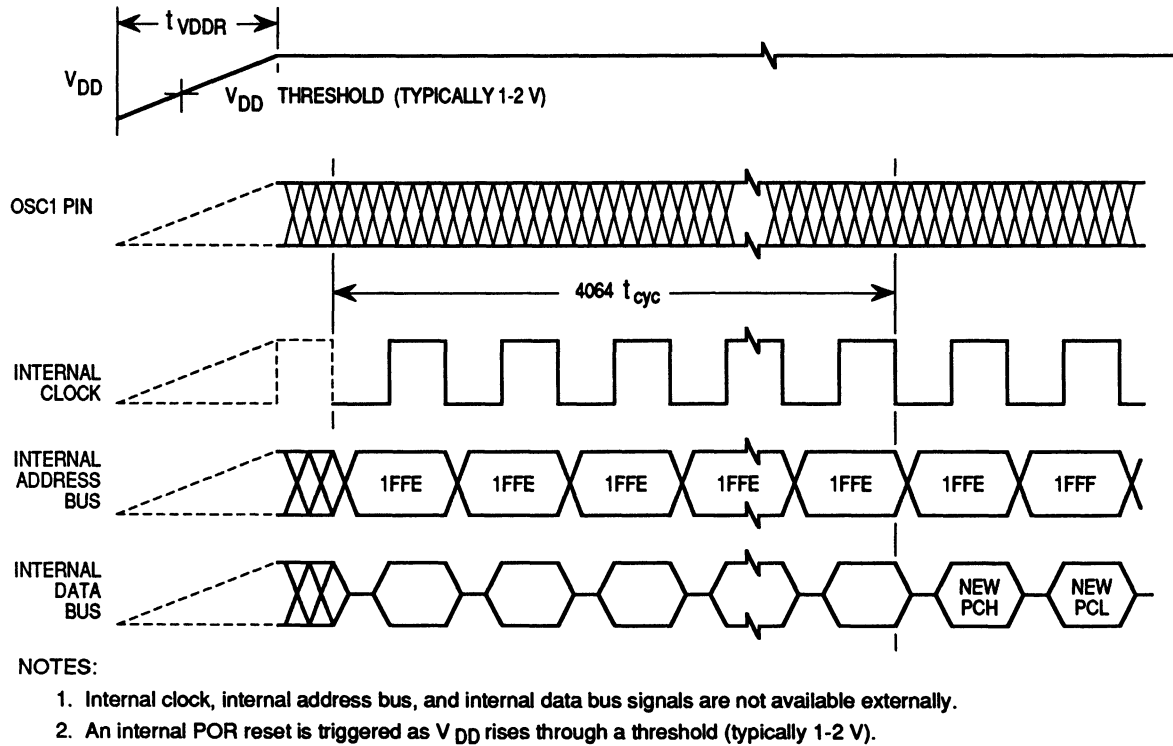 t VDDR
VDD
VDD THRESHOLD (TYPICALLY 1-2 V)
OSC1 PIN
4064 tcyc
INTERNAL
CLOCK
INTERNAL
ADDRESS
BUS
1FFE 1FFE 1FFE 1FFE 1FFE 1FFE 1FFF
INTERNAL
DATA
BUS
NEW
PCH
NEW
PCL
NOTES:
1. Internal clock, internal address bus, and internal data bus signals are not available externally.
2. An internal POR reset is triggered as V DD rises through a threshold (typically 1-2 V).